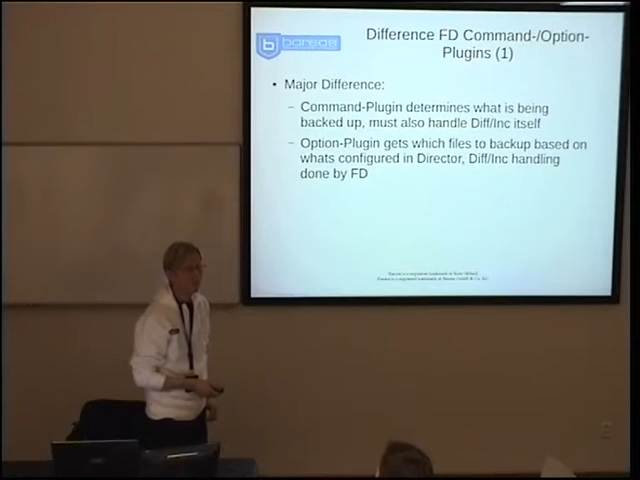 Difference FD Command-/Option-
Plugins (1)
bareos
• Major Difference:
– Command-Plugin determines what is being
backed up, must also handle Diff/Inc itself
– Option-Plugin gets which files to backup based on
whats configured in Director, Diff/Inc handling
done by FD